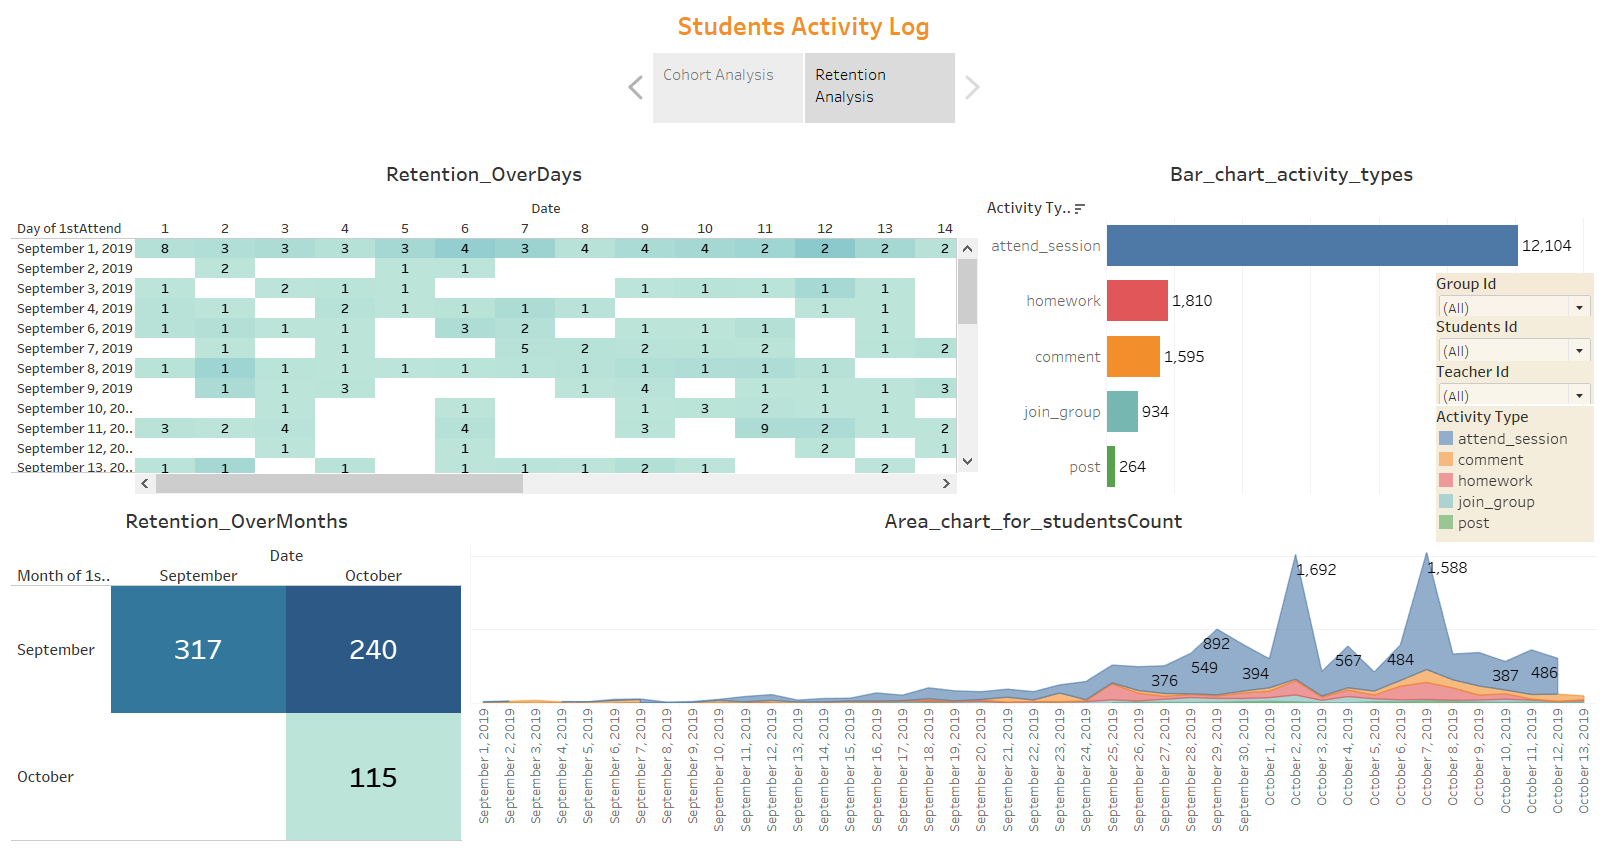 Students Activity Log
Cohort Analysis
Retention
Analysis
Retention_OverDays
Date
Day of 1stAttend 1 2 3 4 5 6 7 8 9 10 11 12 13 14
September 1, 2019 8 3 3 3 3 4 3 4 4 4 2 2 2 2
September 2, 2019 2 1 1
September 3, 2019 1 2 1 1 1 1 1 1 1
September 4, 2019 1 1 2 1 1 1 1 1 1
September 6, 2019 1 1 1 1 3 2 1 1 1 1
September 7, 2019 1 1 5 2 2 1 2 1 2
September 8, 2019 1 1 1 1 1 1 1 1 1 1 1 1
September 9, 2019 1 1 3 1 4 1 1 1 3
September 10, 20.. 1 1 1 3 2 1 1
September 11, 20.. 3 2 4 4 3 9 2 1 2
September 12, 20.. 1 1 2 1
September 13, 20.. 1 1 1 1 1 1 2 1 2
Bar_chart_activity_types
Activity Ty..
attend_session 12,104
homework 1,810
comment 1,595
join_group 934
post 264
Group Id
(All)
Students Id
(All)
Teacher Id
(All)
Activity Type
attend_session
comment
homework
join_group
post
Retention_OverMonths
Date
Month of 1s.. September October
September 317 240
October 115
Area_chart_for_studentsCount
1,692
1,588
892
549
376
394
567
484
387
486
September 1, 2019
September 2, 2019
September 3, 2019
September 4, 2019
September 5, 2019
September 6, 2019
September 7, 2019
September 8, 2019
September 9, 2019
September 10, 2019
September 11, 2019
September 12, 2019
September 13, 2019
September 14, 2019
September 15, 2019
September 16, 2019
September 17, 2019
September 18, 2019
September 19, 2019
September 20, 2019
September 21, 2019
September 22, 2019
September 23, 2019
September 24, 2019
September 25, 2019
September 26, 2019
September 27, 2019
September 28, 2019
September 29, 2019
September 30, 2019
October 1, 2019
October 2, 2019
October 3, 2019
October 4, 2019
October 5, 2019
October 6, 2019
October 7, 2019
October 8, 2019
October 9, 2019
October 10, 2019
October 11, 2019
October 12, 2019
October 13, 2019